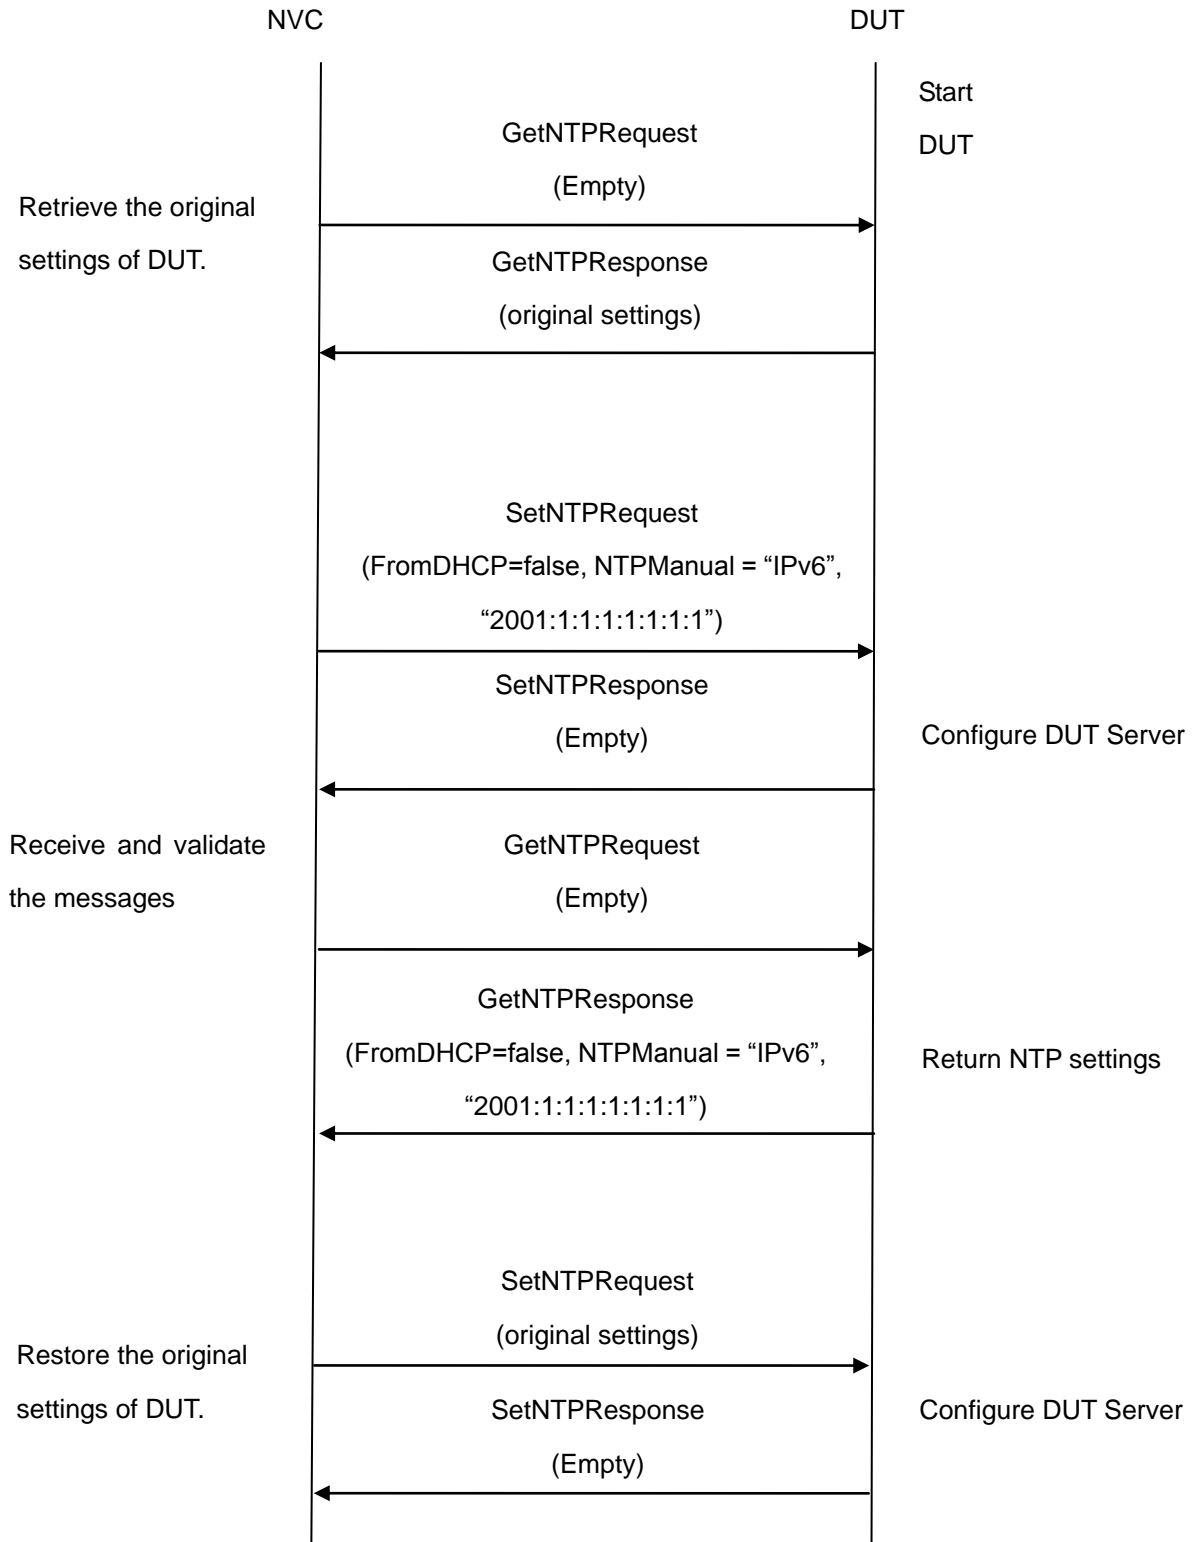 NVC
DUT
Start
DUT
GetNTPRequest
(Empty)
Retrieve the original
settings of DUT.
GetNTPResponse
(original settings)
SetNTPRequest
(FromDHCP=false, NTPManual = “IPv6”,
“2001:1:1:1:1:1:1:1”)
SetNTPResponse
(Empty)
Configure DUT Server
Receive and validate
the messages
GetNTPRequest
(Empty)
GetNTPResponse
(FromDHCP=false, NTPManual = “IPv6”,
“2001:1:1:1:1:1:1:1”)
Return NTP settings
SetNTPRequest
(original settings)
Restore the original
settings of DUT.
SetNTPResponse
(Empty)
Configure DUT Server